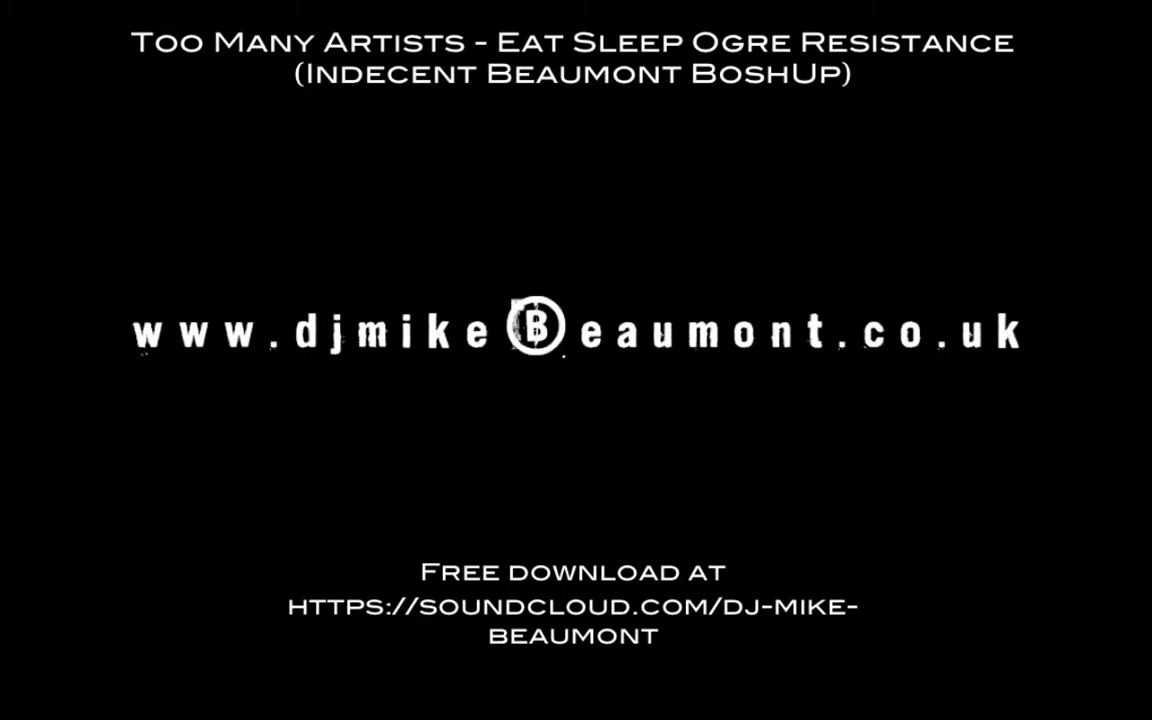 Too Many Artists - Eat Sleep Ogre Resistance
(Indecent Beaumont BoshUp)
www.djmikeBeaumont.co.uk
Free download at
https://soundcloud.com/dj-mike-
beaumont